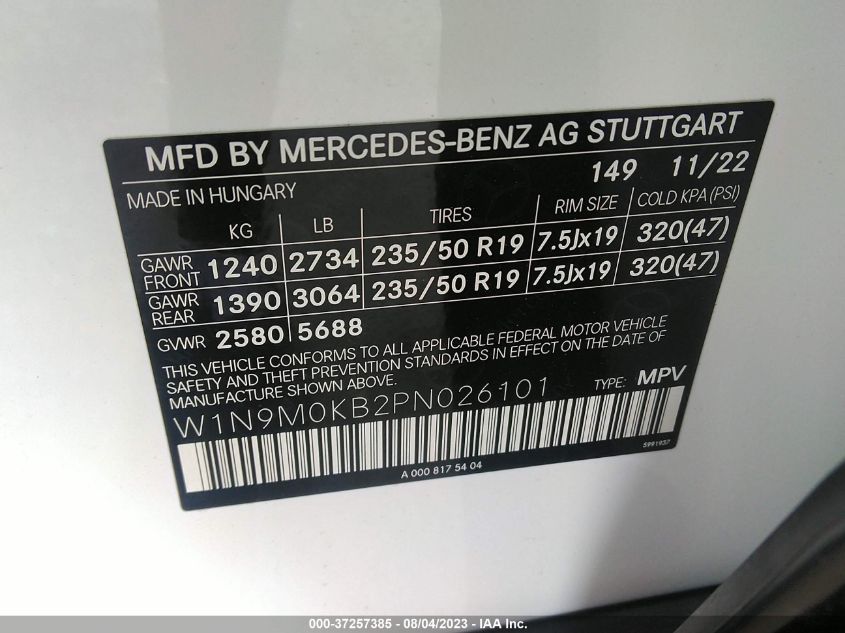 MFD BY MERCEDES-BENZ AG STUTTGART
149 11/22
MADE IN HUNGARY
KG LB TIRES RIM SIZE COLD KPA (PSI)
GAWR FRONT 1240 2734 235/50 R19 7.5Jx19 320(47)
GAWR REAR 1390 3064 235/50 R19 7.5Jx19 320(47)
GVWR 2580 5688
THIS VEHICLE CONFORMS TO ALL APPLICABLE FEDERAL MOTOR VEHICLE
SAFETY AND THEFT PREVENTION STANDARDS IN EFFECT ON THE DATE OF
MANUFACTURE SHOWN ABOVE.
W1N9M0KB2PN026101 TYPE: MPV
A 000 817 54 04 5991937
000-37257385 - 08/04/2023 - IAA Inc.